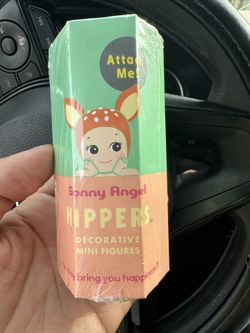 Attach
Me!
Sonny Angel
HIPPERS
DECORATIVE
MINI FIGURES
bring you happiness